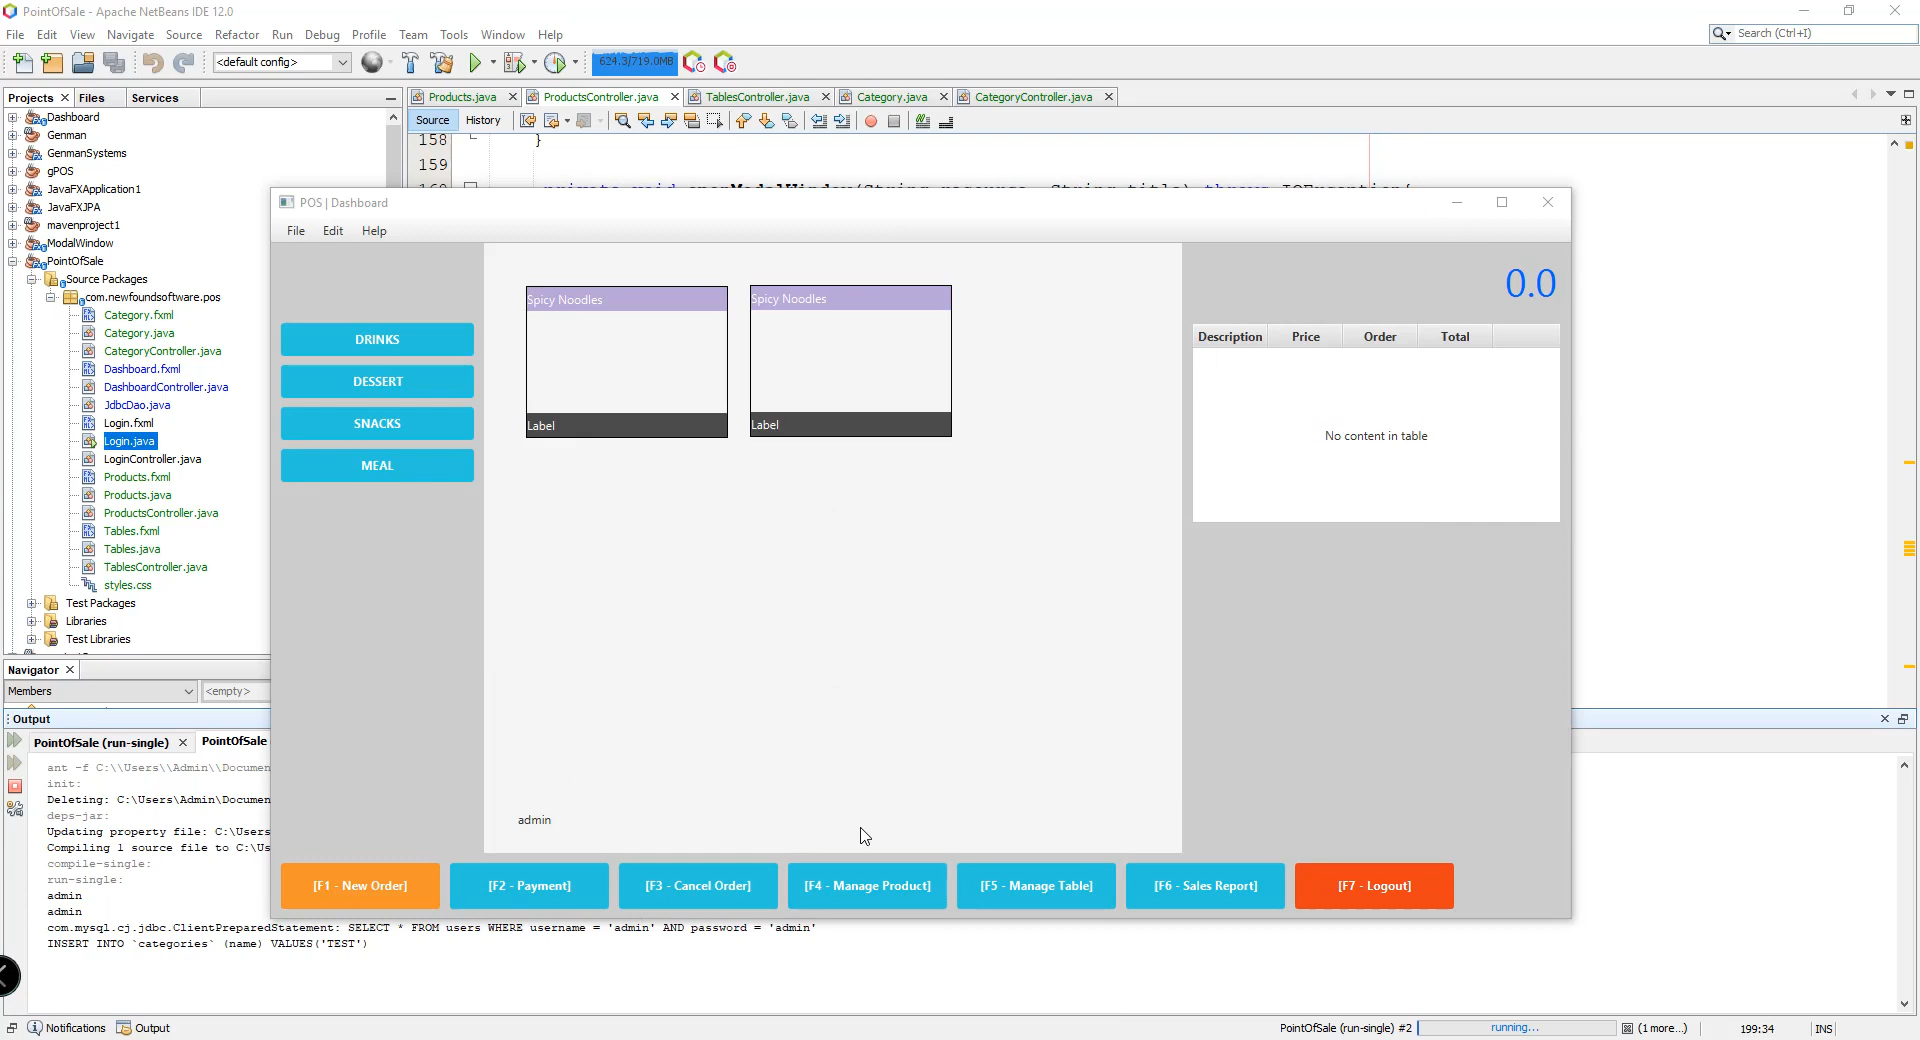 PointOfSale - Apache NetBeans IDE 12.0
File Edit View Navigate Source Refactor Run Debug Profile Team Tools Window Help
Search (Ctrl+I)
<default config>
624.3/719.0MB
Projects Files Services
Products.java ProductsController.java TablesController.java Category.java CategoryController.java
Source History
Dashboard
Genman
GenmanSystems
gPOS
JavaFXApplication1
JavaFXJPA
mavenproject1
ModalWindow
PointOfSale
Source Packages
com.newfoundsoftware.pos
Category.fxml
Category.java
CategoryController.java
Dashboard.fxml
DashboardController.java
JdbcDao.java
Login.fxml
Login.java
LoginController.java
Products.fxml
Products.java
ProductsController.java
Tables.fxml
Tables.java
TablesController.java
styles.css
Test Packages
Libraries
Test Libraries
158 }
159
POS | Dashboard
File Edit Help
DRINKS
DESSERT
SNACKS
MEAL
Spicy Noodles
Label
Spicy Noodles
Label
admin
0.0
Description Price Order Total
No content in table
[F1 - New Order] [F2 - Payment] [F3 - Cancel Order] [F4 - Manage Product] [F5 - Manage Table] [F6 - Sales Report] [F7 - Logout]
Navigator
Members <empty>
Output
PointOfSale (run-single) PointOfSale
ant -f C:\\Users\\Admin\\Documen
init:
Deleting: C:\Users\Admin\Documen
deps-jar:
Updating property file: C:\Users
Compiling 1 source file to C:\Us
compile-single:
run-single:
admin
admin
com.mysql.cj.jdbc.ClientPreparedStatement: SELECT * FROM users WHERE username = 'admin' AND password = 'admin'
INSERT INTO `categories` (name) VALUES('TEST')
Notifications Output
PointOfSale (run-single) #2 running... (1 more...) 199:34 INS